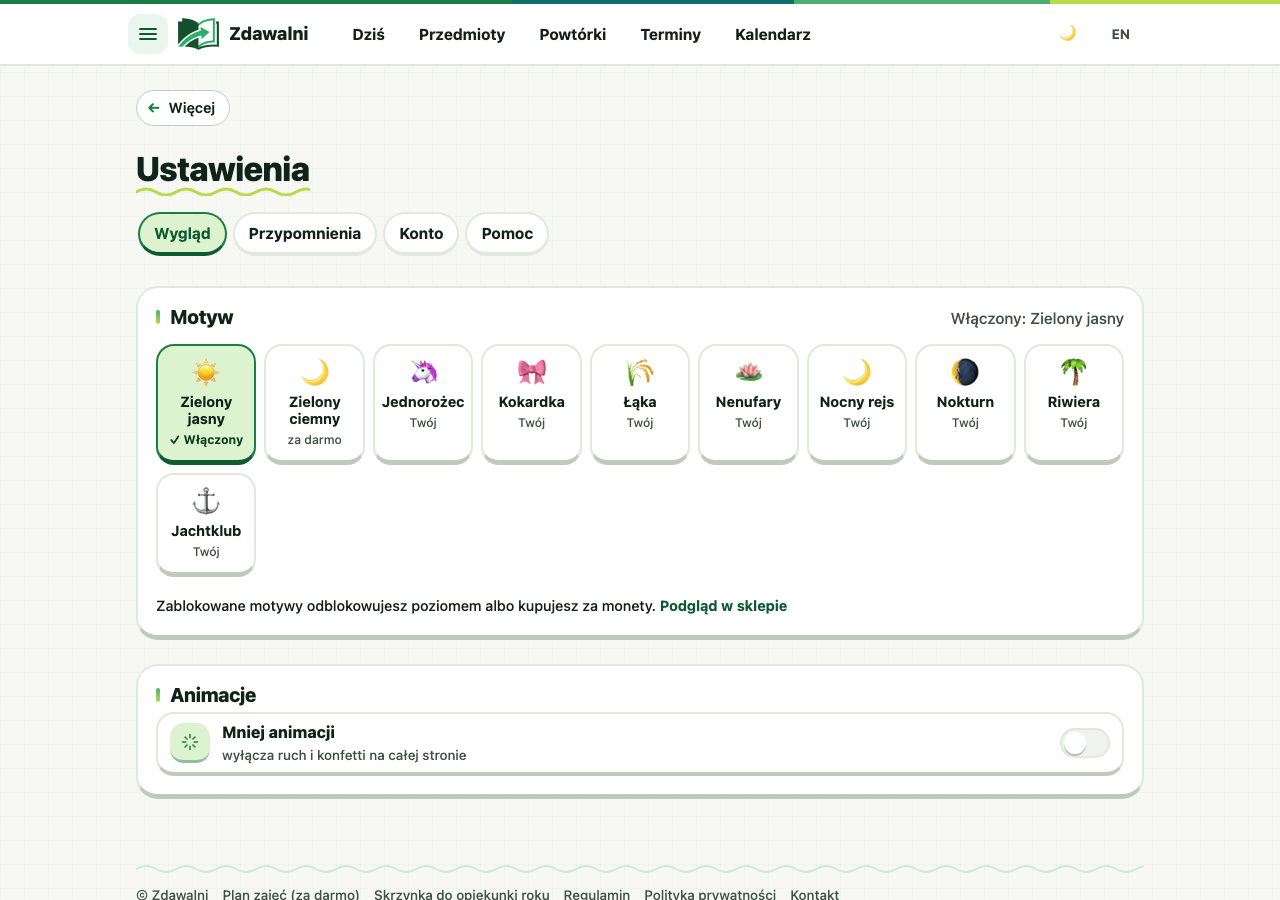 Zdawalni
Dziś
Przedmioty
Powtórki
Terminy
Kalendarz
EN
Więcej
Ustawienia
Wygląd
Przypomnienia
Konto
Pomoc
Motyw
Włączony: Zielony jasny
Zielony
jasny
✓ Włączony
Zielony
ciemny
za darmo
Jednorożec
Twój
Kokardka
Twój
Łąka
Twój
Nenufary
Twój
Nocny rejs
Twój
Nokturn
Twój
Riwiera
Twój
Jachtklub
Twój
Zablokowane motywy odblokowujesz poziomem albo kupujesz za monety. Podgląd w sklepie
Animacje
Mniej animacji
wyłącza ruch i konfetti na całej stronie
© Zdawalni Plan zajęć (za darmo) Skrzynka do opiekunki roku Regulamin Polityka prywatności Kontakt